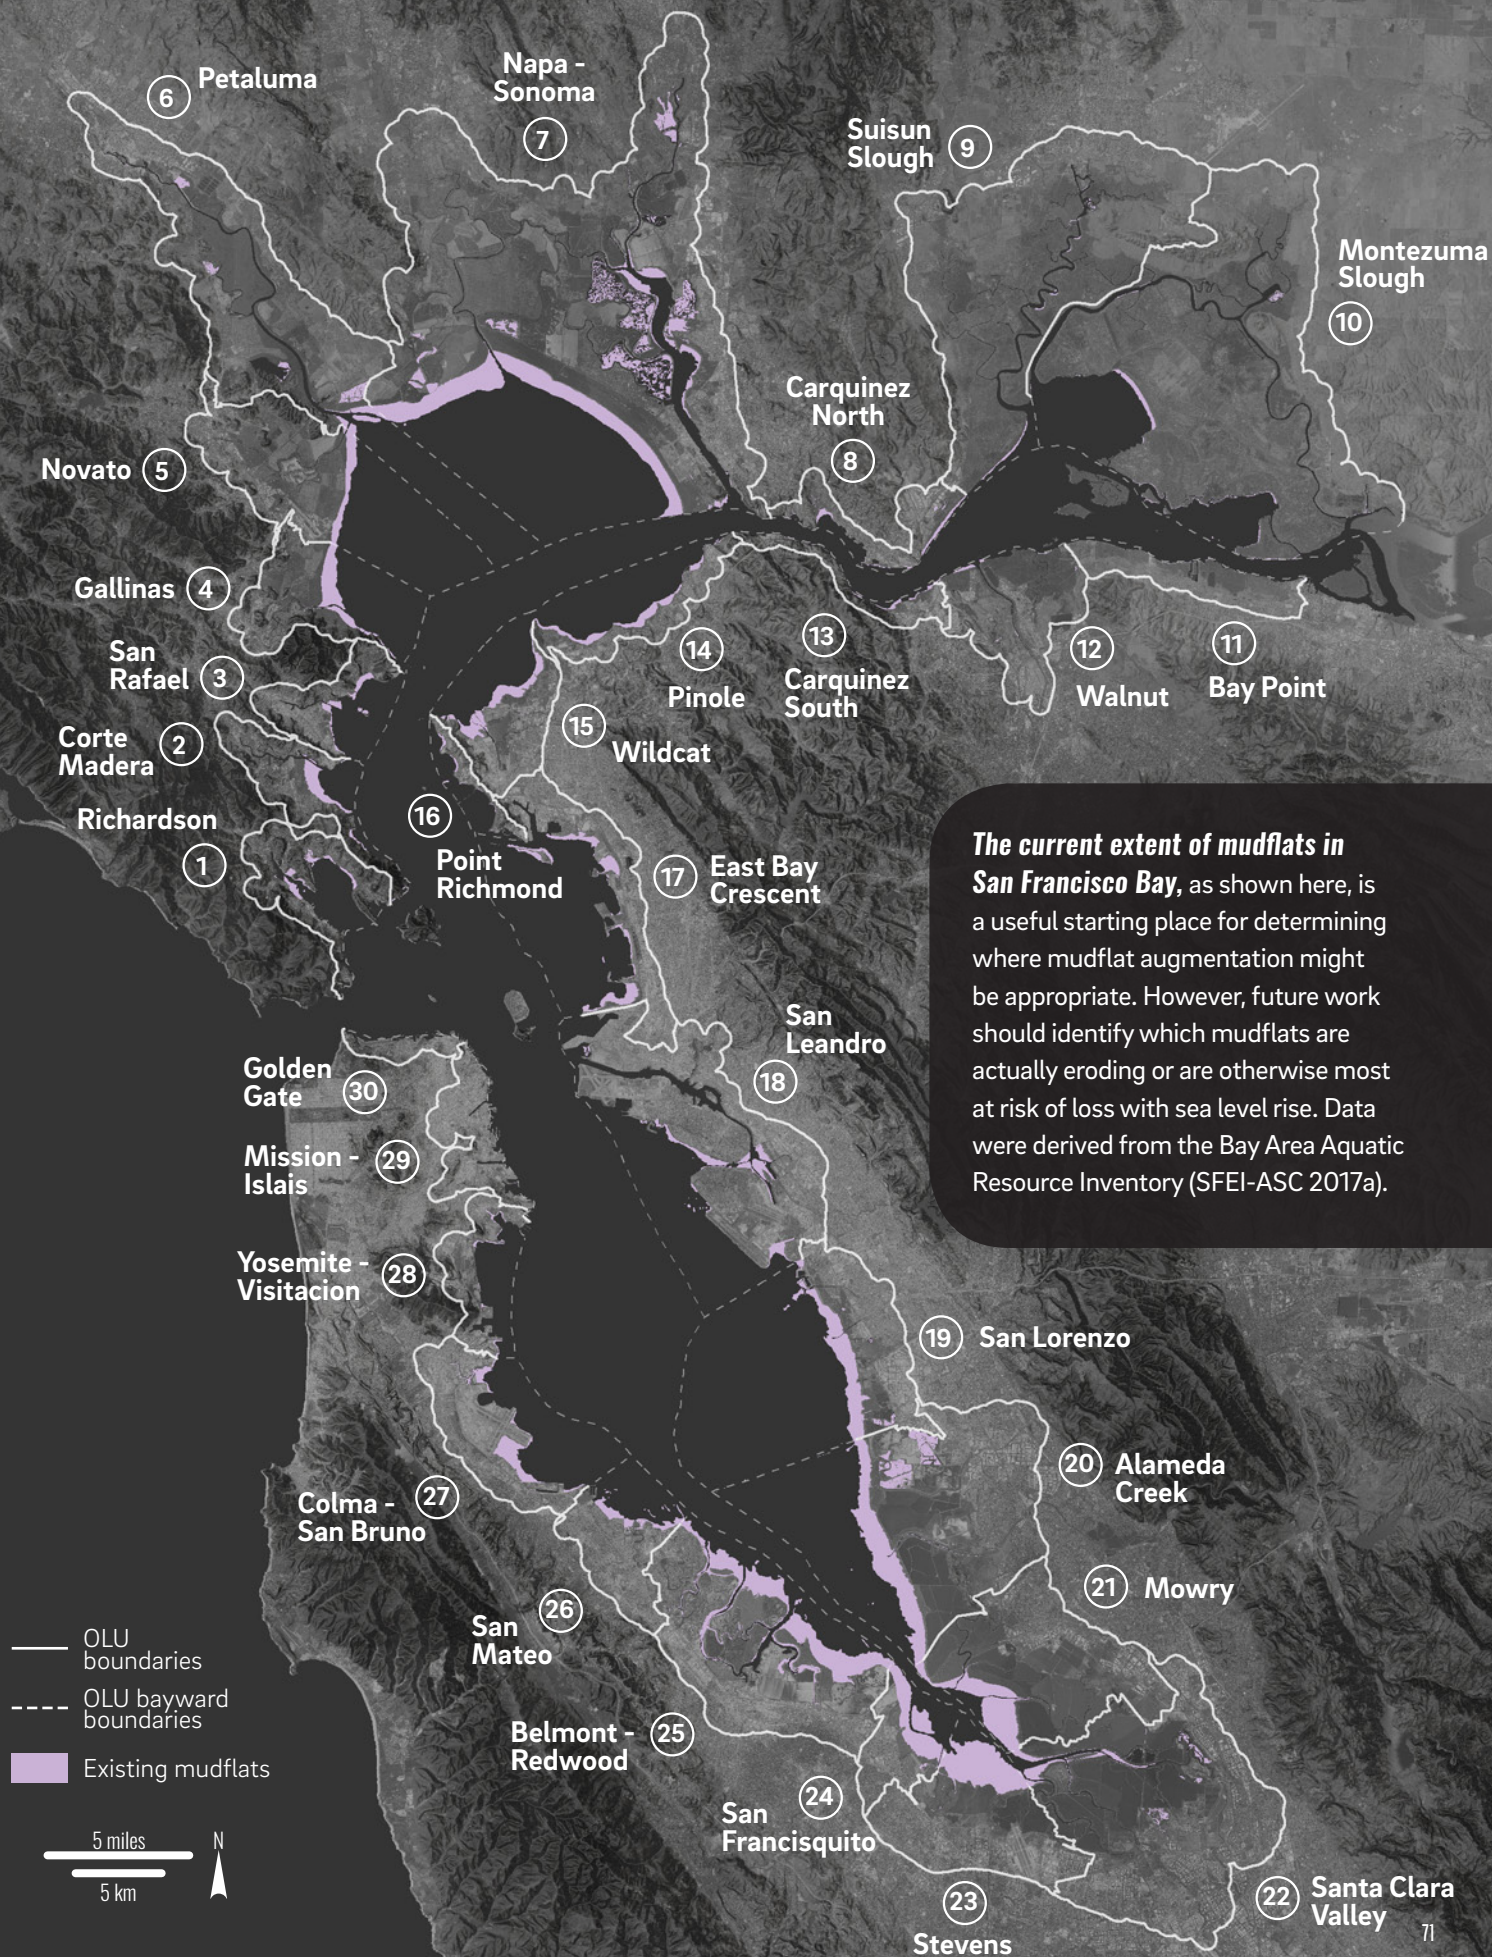 6 Petaluma
Napa -
Sonoma
7
Suisun
Slough 9
Montezuma
Slough
10
Carquinez
North
8
Novato 5
Gallinas 4
San
Rafael 3
Corte
Madera 2
Richardson
1
14
Pinole
13
Carquinez
South
12
Walnut
11
Bay Point
15
Wildcat
16
Point
Richmond
17 East Bay
Crescent
The current extent of mudflats in
San Francisco Bay, as shown here, is
a useful starting place for determining
where mudflat augmentation might
be appropriate. However, future work
should identify which mudflats are
actually eroding or are otherwise most
at risk of loss with sea level rise. Data
were derived from the Bay Area Aquatic
Resource Inventory (SFEI-ASC 2017a).
San
Leandro
18
Golden
Gate 30
Mission -
Islais 29
Yosemite -
Visitacion 28
19 San Lorenzo
20 Alameda
Creek
Colma -
San Bruno 27
21 Mowry
26
San
Mateo
Belmont -
Redwood 25
24
San
Francisquito
23
Stevens
22 Santa Clara
Valley
OLU
boundaries
OLU bayward
boundaries
Existing mudflats
5 miles
5 km
N
71